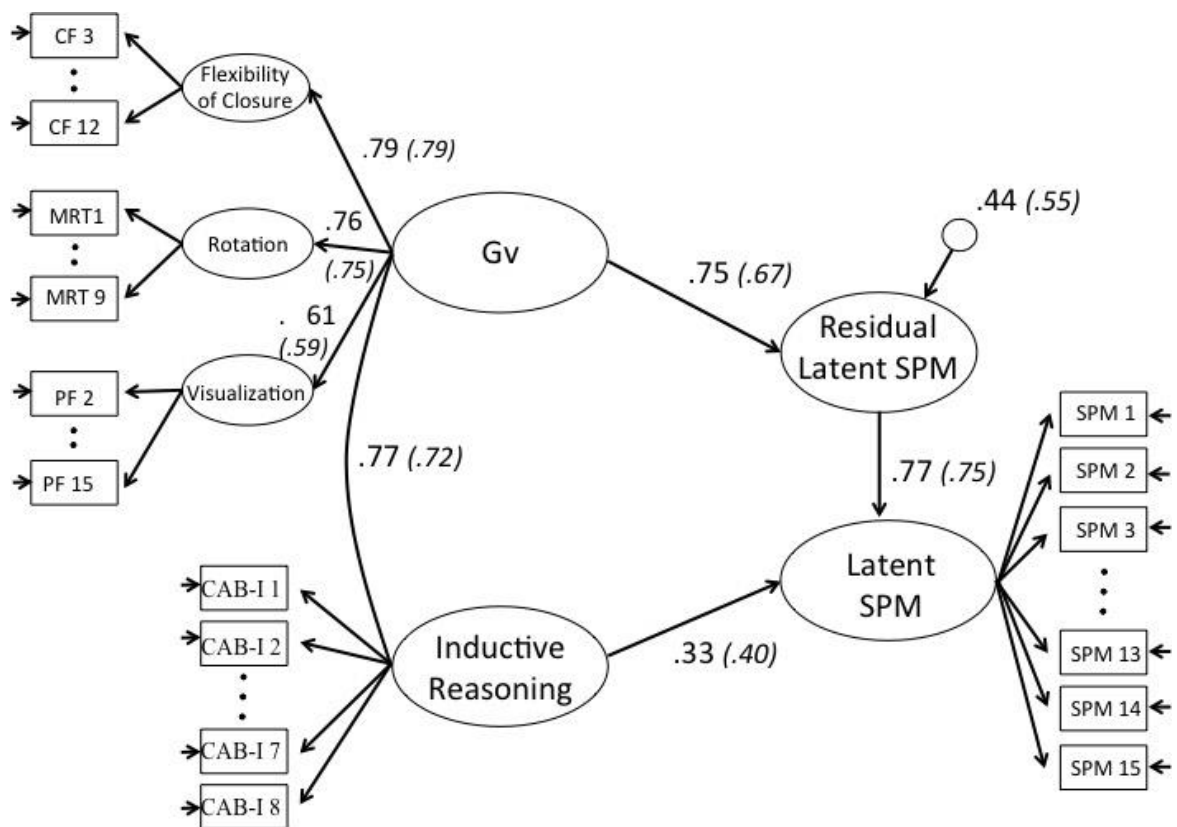 CF 3
CF 12
Flexibility
of Closure
.79 (.79)
MRT1
MRT 9
Rotation
.76
(.75)
Gv
.44 (.55)
.75 (.67)
Residual
Latent SPM
. 61
(.59)
Visualization
PF 2
PF 15
.77 (.72)
.77 (.75)
SPM 1
SPM 2
SPM 3
SPM 13
SPM 14
SPM 15
Latent
SPM
.33 (.40)
Inductive
Reasoning
CAB-I 1
CAB-I 2
CAB-I 7
CAB-I 8